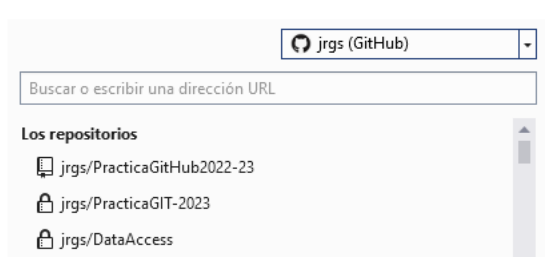 jrgs (GitHub)
Buscar o escribir una dirección URL
Los repositorios
jrgs/PracticaGitHub2022-23
jrgs/PracticaGIT-2023
jrgs/DataAccess